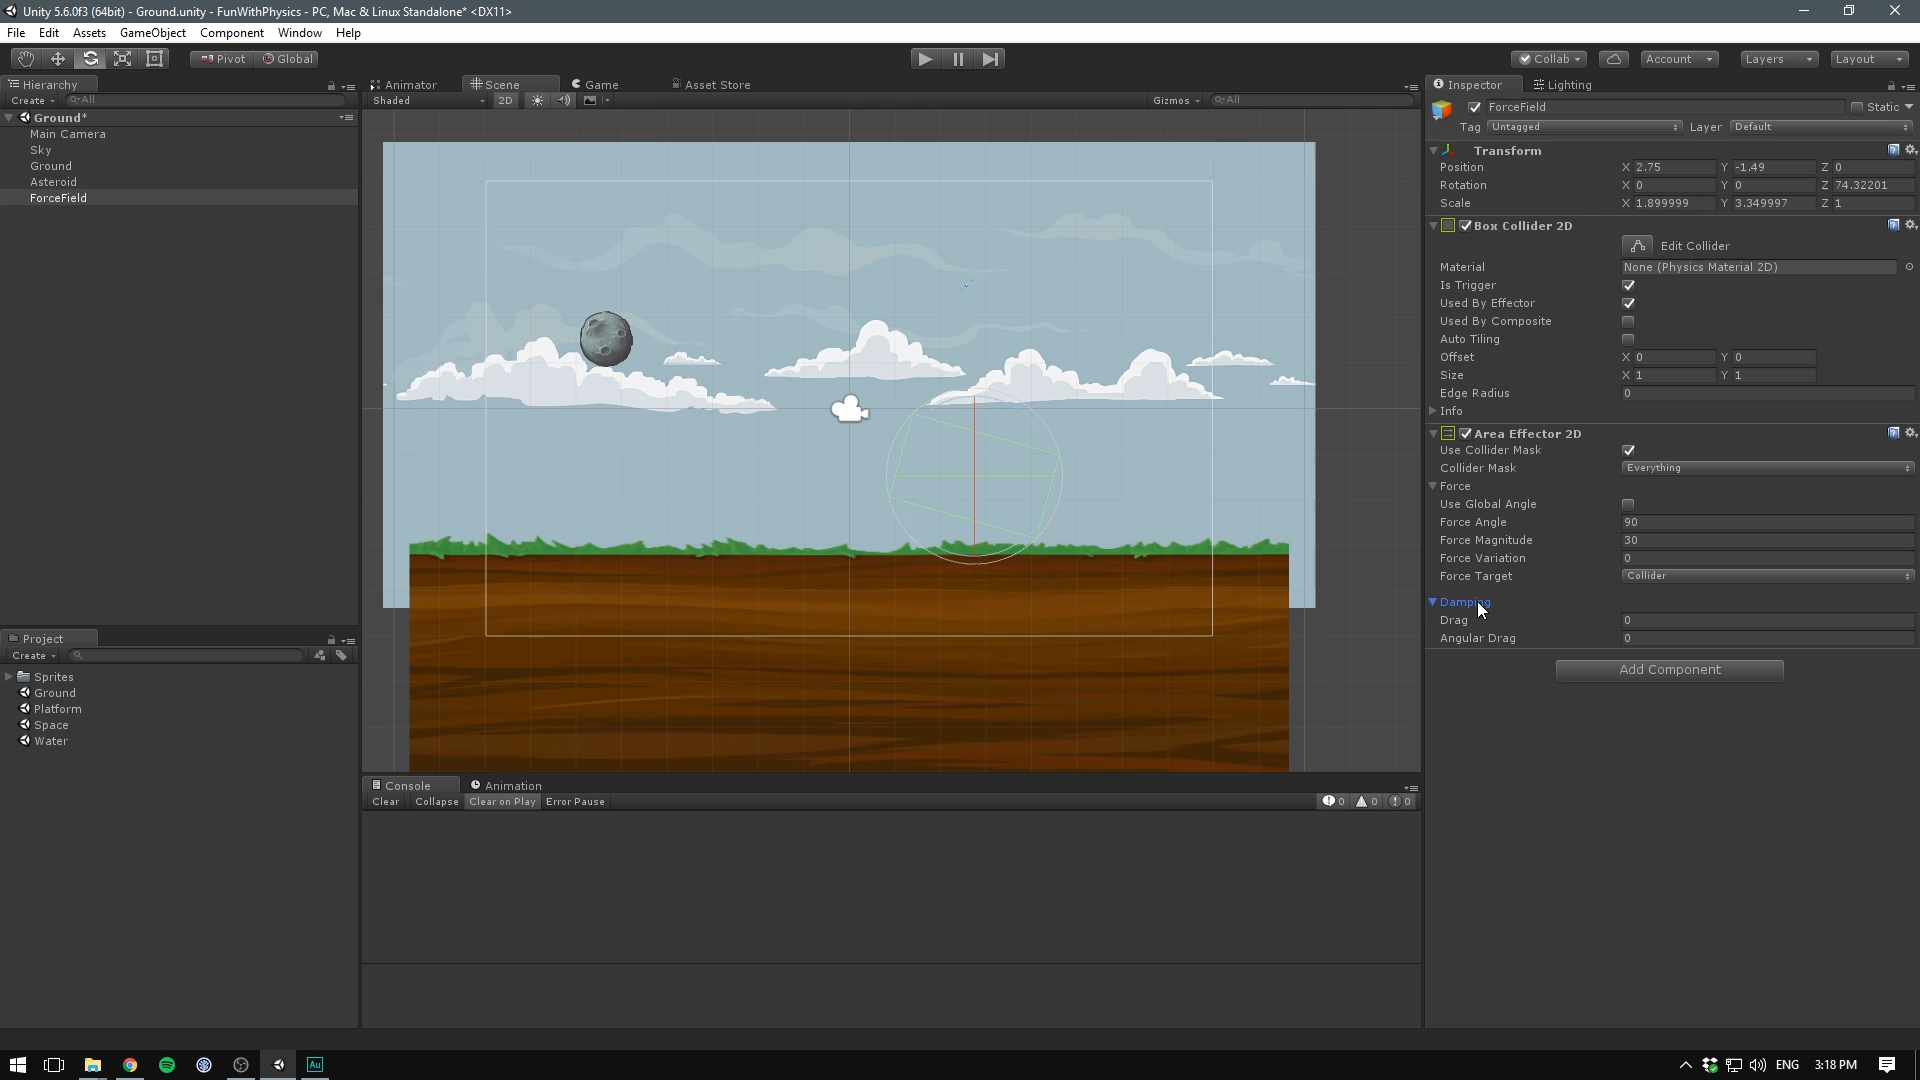 Unity 5.6.0f3 (64bit) - Ground.unity - FunWithPhysics - PC, Mac & Linux Standalone* <DX11>
File Edit Assets GameObject Component Window Help
Pivot Global Collab Account Layers Layout
Hierarchy
Create All
Ground*
Main Camera
Sky
Ground
Asteroid
ForceField
Animator Scene Game Asset Store
Shaded 2D Gizmos All
Inspector Lighting
ForceField Static
Tag Untagged Layer Default
Transform
Position X 2.75 Y -1.49 Z 0
Rotation X 0 Y 0 Z 74.32201
Scale X 1.899999 Y 3.349997 Z 1
Box Collider 2D
Edit Collider
Material None (Physics Material 2D)
Is Trigger
Used By Effector
Used By Composite
Auto Tiling
Offset X 0 Y 0
Size X 1 Y 1
Edge Radius 0
Info
Area Effector 2D
Use Collider Mask
Collider Mask Everything
Force
Use Global Angle
Force Angle 90
Force Magnitude 30
Force Variation 0
Force Target Collider
Damping
Drag 0
Angular Drag 0
Add Component
Project
Create
Sprites
Ground
Platform
Space
Water
Console Animation
Clear Collapse Clear on Play Error Pause 0 0 0
Au ENG 3:18 PM